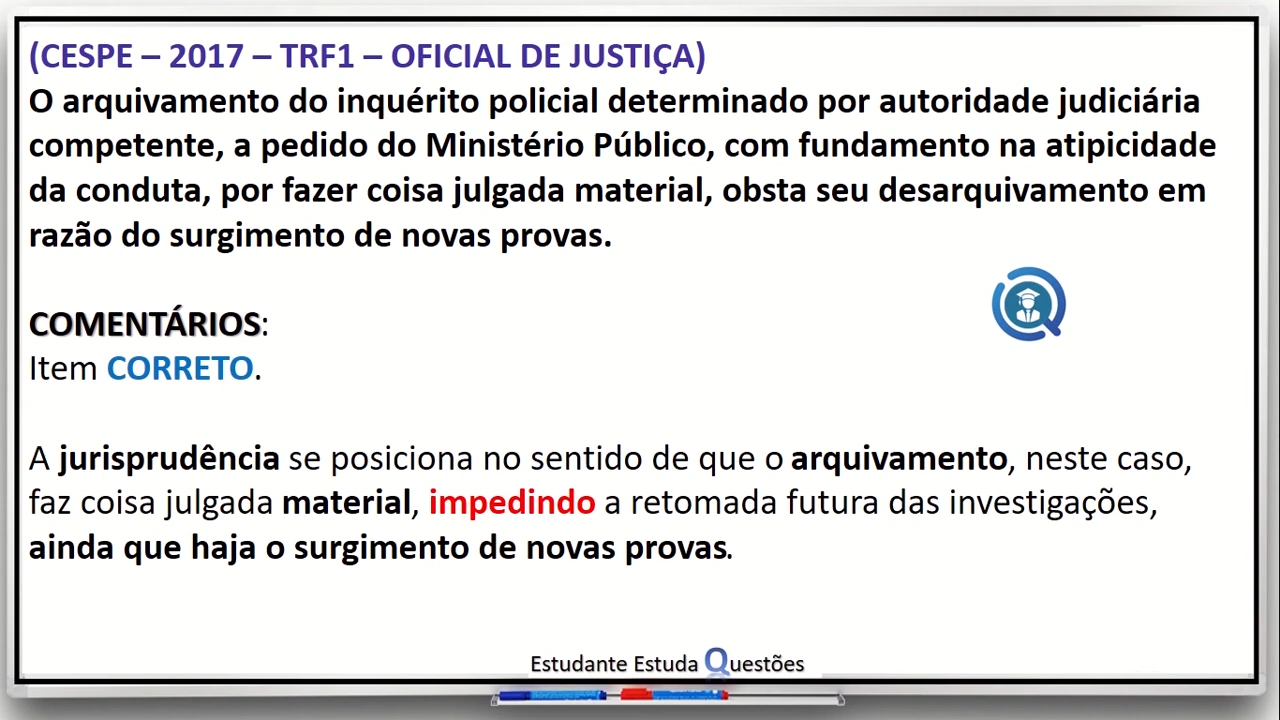 (CESPE – 2017 – TRF1 – OFICIAL DE JUSTIÇA)
O arquivamento do inquérito policial determinado por autoridade judiciária
competente, a pedido do Ministério Público, com fundamento na atipicidade
da conduta, por fazer coisa julgada material, obsta seu desarquivamento em
razão do surgimento de novas provas.
COMENTÁRIOS:
Item CORRETO.
A jurisprudência se posiciona no sentido de que o arquivamento, neste caso,
faz coisa julgada material, impedindo a retomada futura das investigações,
ainda que haja o surgimento de novas provas.
Estudante Estuda Questões